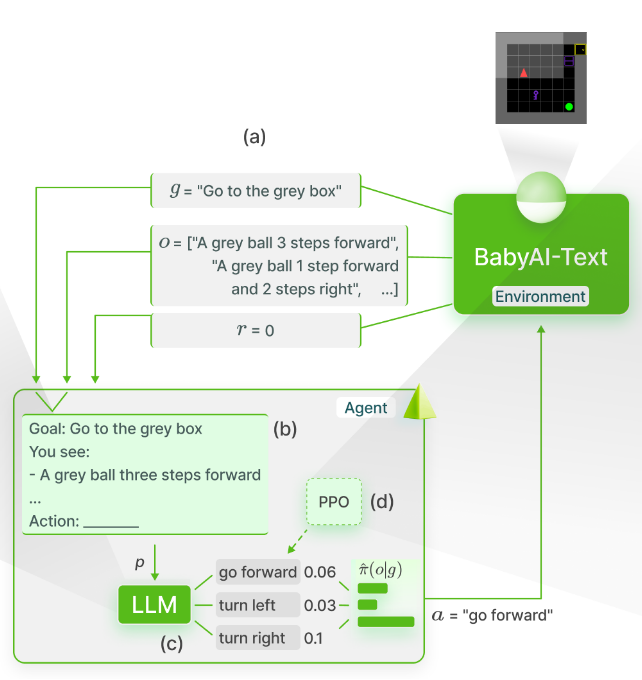 (a)
g = "Go to the grey box"
o = ["A grey ball 3 steps forward",
"A grey ball 1 step forward
and 2 steps right", ...]
r = 0
BabyAI-Text
Environment
Agent
Goal: Go to the grey box
You see:
- A grey ball three steps forward
...
Action: _______
(b)
PPO
(d)
p
LLM
(c)
go forward 0.06
turn left 0.03
turn right 0.1
π̂(o|g)
a = "go forward"